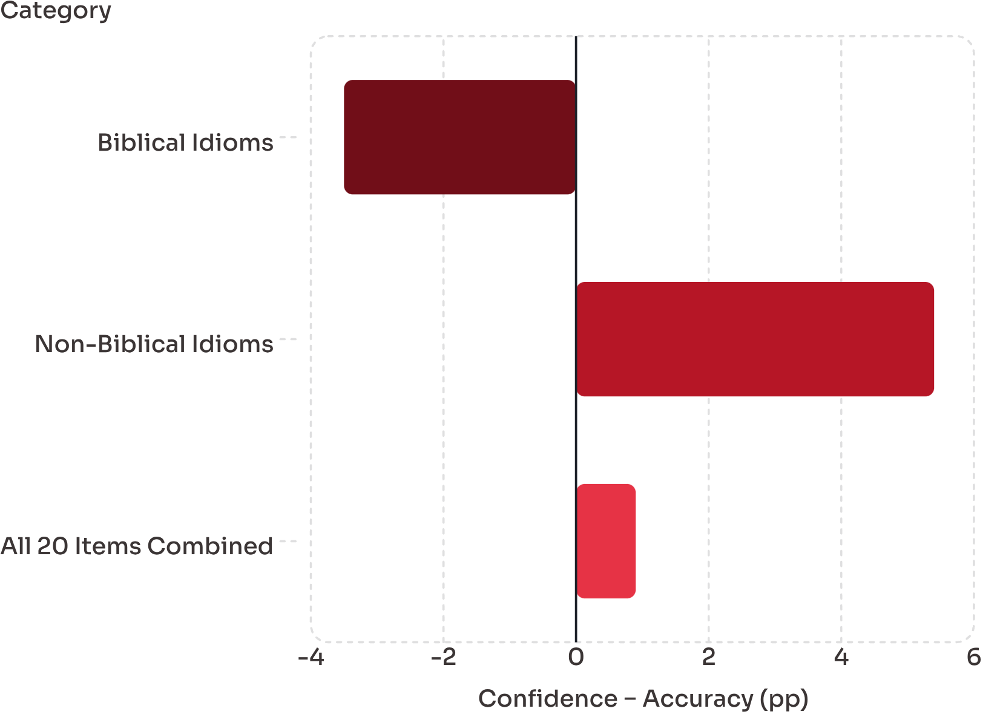 Category
Biblical Idioms
Non-Biblical Idioms
All 20 Items Combined
-4 -2 0 2 4 6
Confidence – Accuracy (pp)